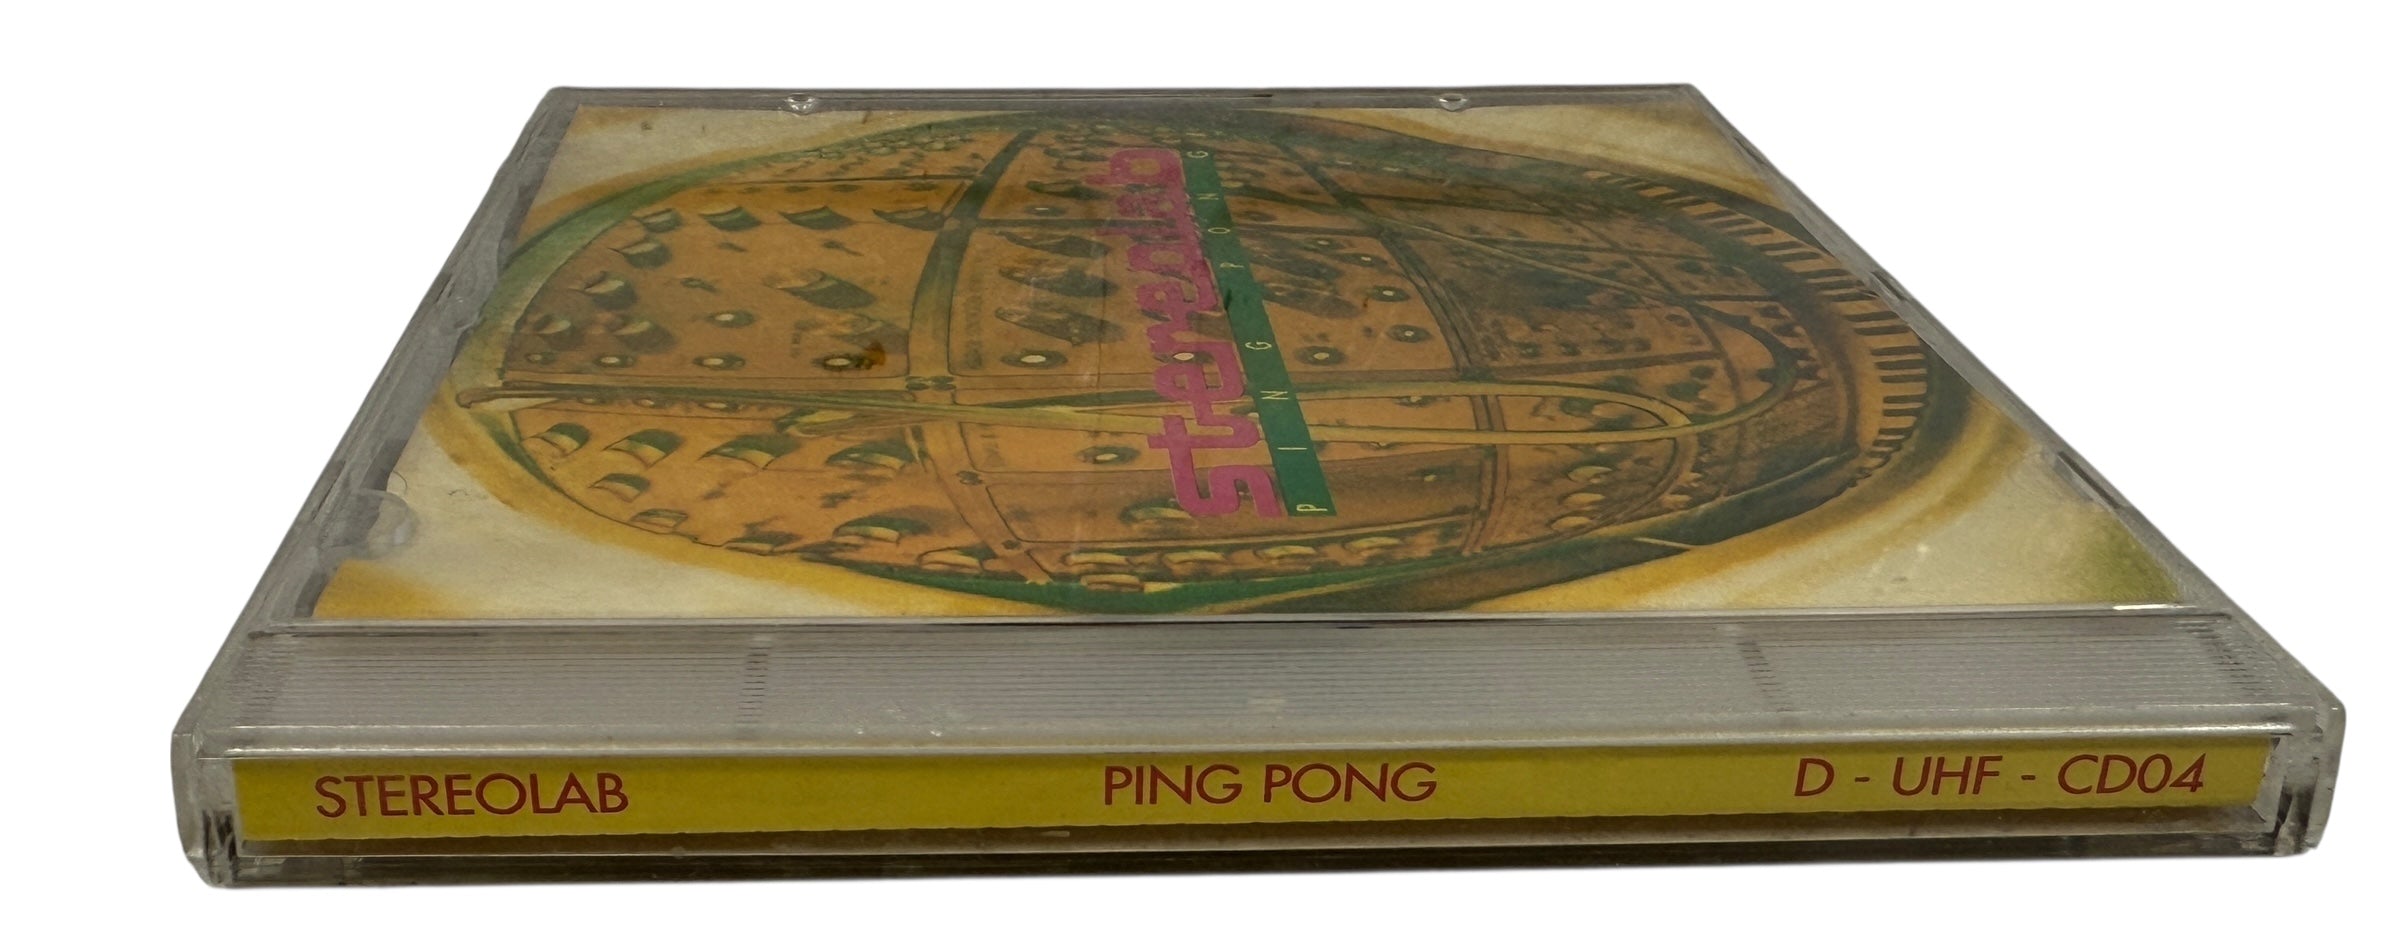 stereolab
PING PONG
STEREOLAB PING PONG D - UHF - CD04